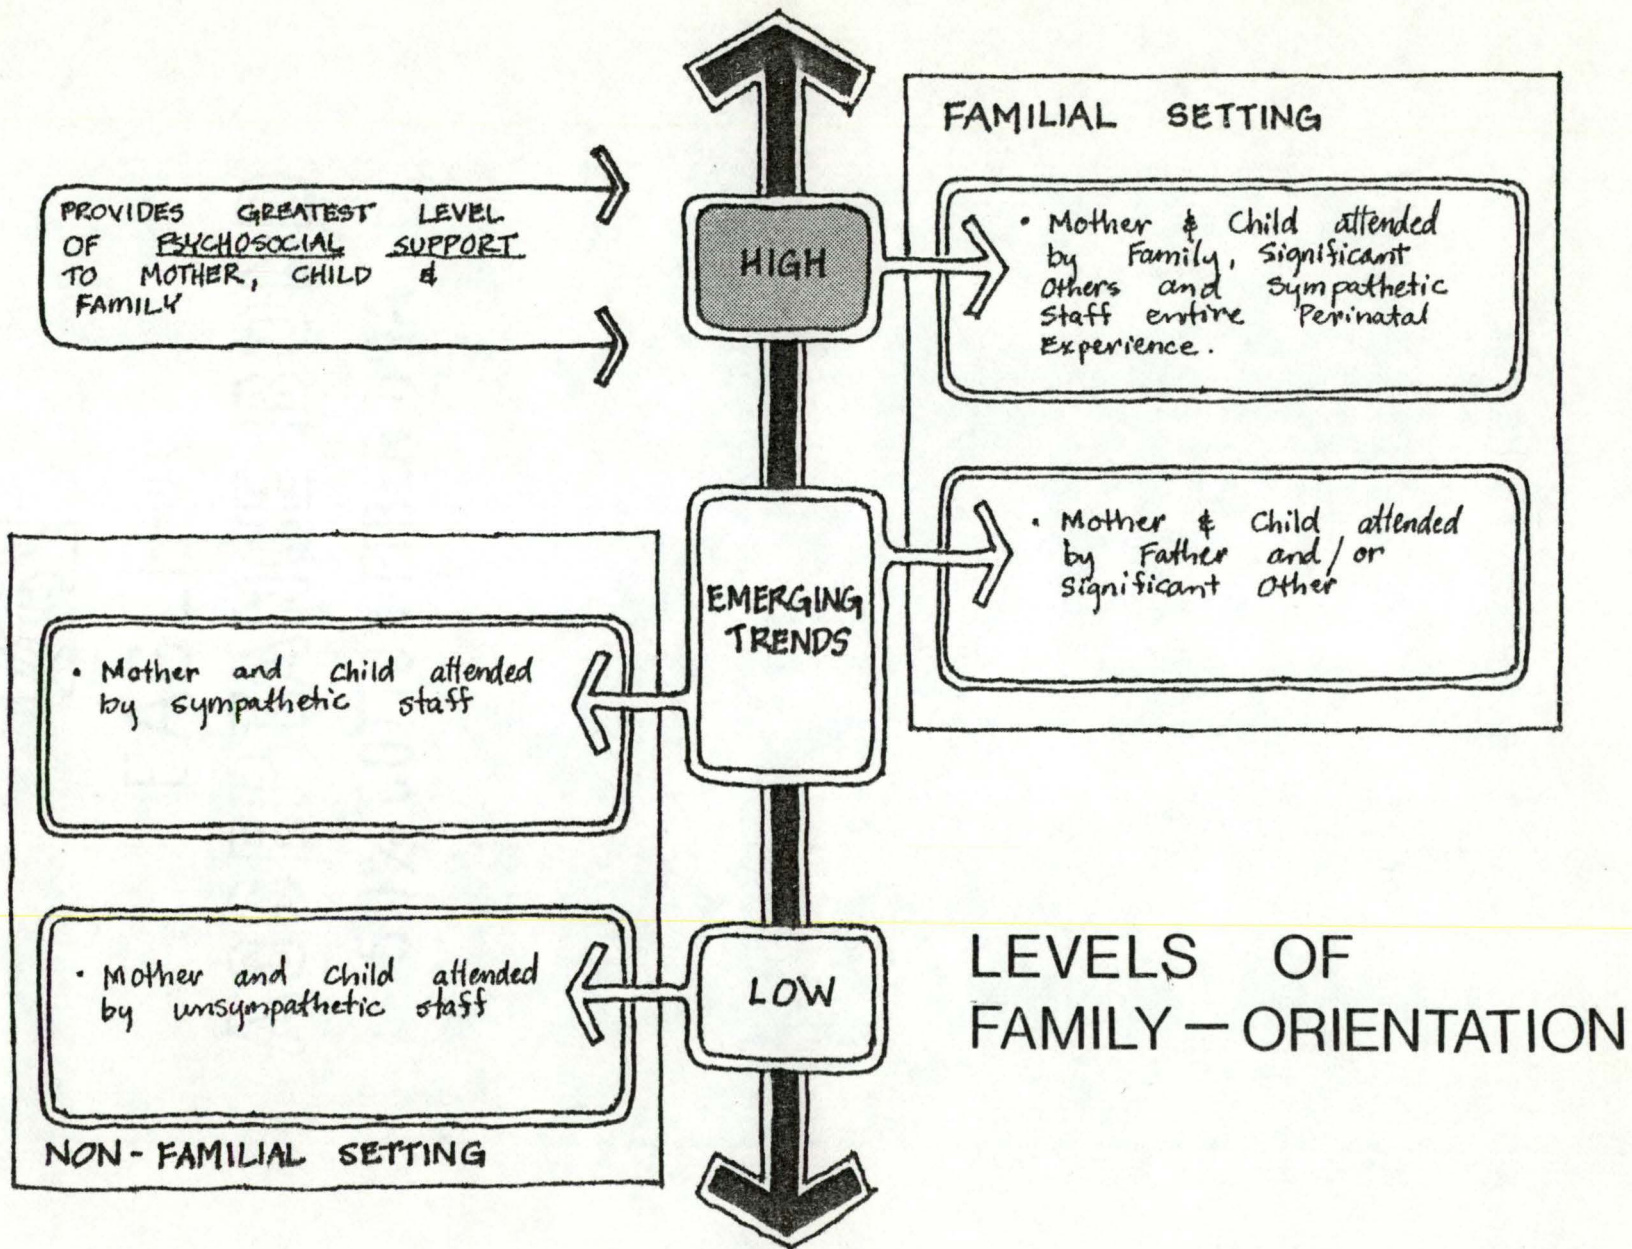 FAMILIAL SETTING
PROVIDES GREATEST LEVEL
OF PSYCHOSOCIAL SUPPORT
TO MOTHER, CHILD &
FAMILY
HIGH
• Mother & Child attended
by Family, Significant
Others and Sympathetic
Staff entire Perinatal
Experience.
EMERGING
TRENDS
• Mother & Child attended
by Father and/or
Significant Other
• Mother and Child attended
by sympathetic staff
• Mother and Child attended
by unsympathetic staff
LOW
NON-FAMILIAL SETTING
LEVELS OF
FAMILY – ORIENTATION